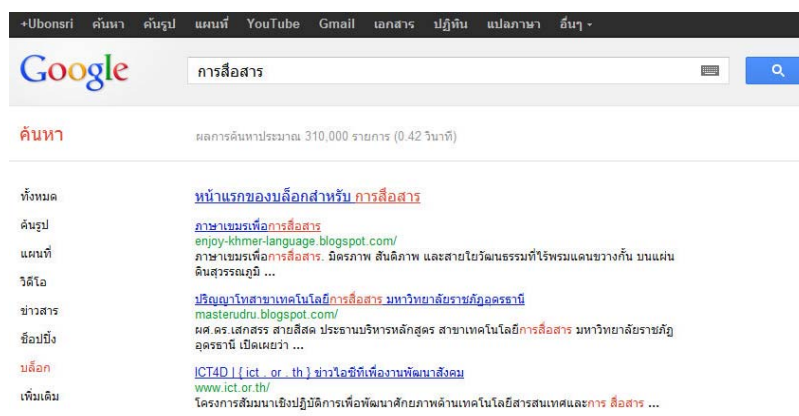 +Ubonsri ค้นหา ค้นรูป แผนที่ YouTube Gmail เอกสาร ปฏิทิน แปลภาษา อื่นๆ
Google การสื่อสาร
ค้นหา ผลการค้นหาประมาณ 310,000 รายการ (0.42 วินาที)
ทั้งหมด
ค้นรูป
แผนที่
วิดีโอ
ข่าวสาร
ช็อปปิ้ง
บล็อก
เพิ่มเติม
หน้าแรกของบล็อกสำหรับ การสื่อสาร
ภาษาเขมรเพื่อการสื่อสาร
enjoy-khmer-language.blogspot.com/
ภาษาเขมรเพื่อการสื่อสาร. มิตรภาพ สันติภาพ และสายใยวัฒนธรรมที่ไร้พรมแดนขวางกั้น บนแผ่น
ดินสุวรรณภูมิ ...
ปริญญาโทสาขาเทคโนโลยีการสื่อสาร มหาวิทยาลัยราชภัฏอุดรธานี
masterudru.blogspot.com/
ผศ.ดร.เสกสรร สายสีสด ประธานบริหารหลักสูตร สาขาเทคโนโลยีการสื่อสาร มหาวิทยาลัยราชภัฏ
อุดรธานี เปิดเผยว่า ...
ICT4D | { ict . or . th } ข่าวไอซีทีเพื่องานพัฒนาสังคม
www.ict.or.th/
โครงการสัมมนาเชิงปฏิบัติการเพื่อพัฒนาศักยภาพด้านเทคโนโลยีสารสนเทศและการ สื่อสาร ...